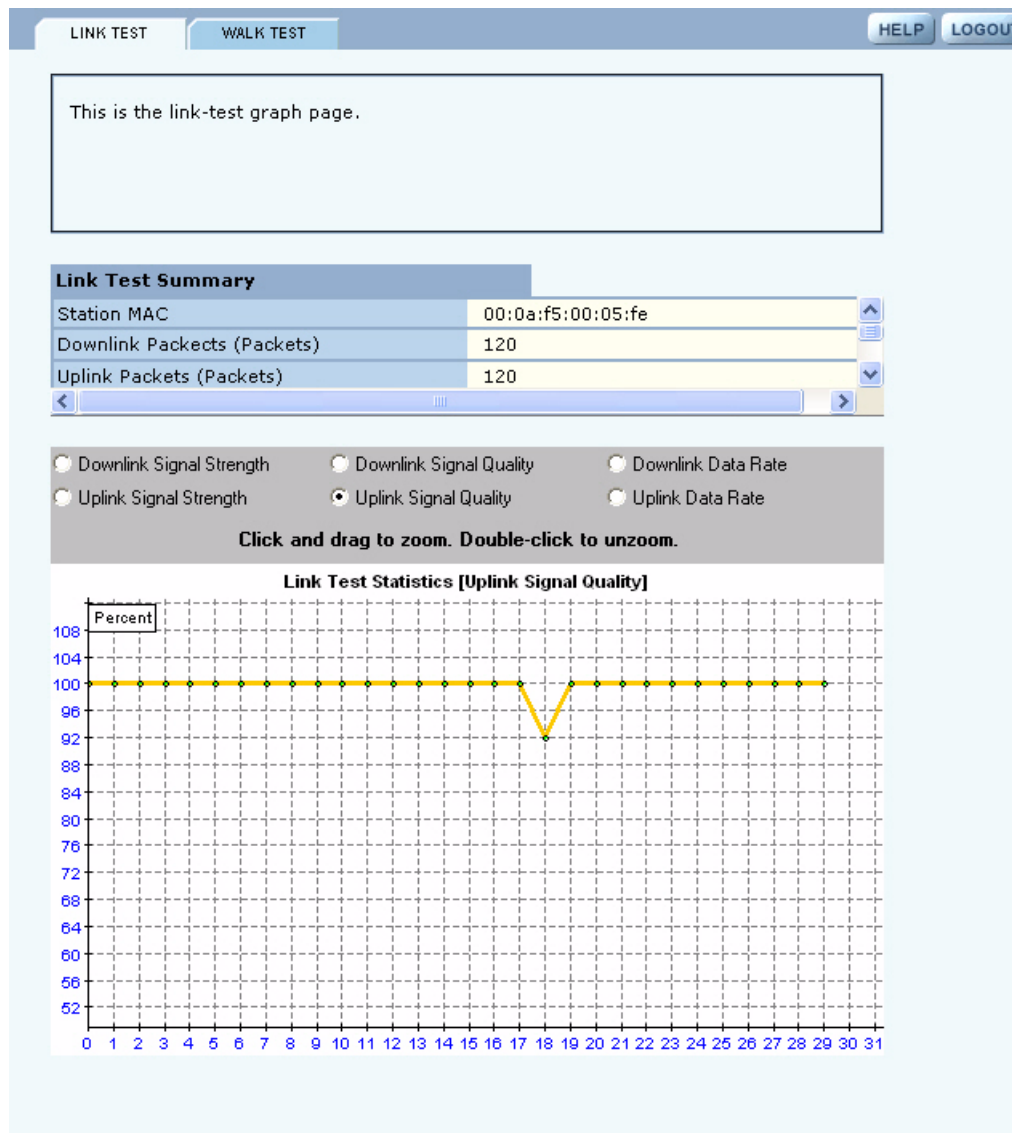 LINK TEST WALK TEST HELP LOGOUT
This is the link-test graph page.
Link Test Summary
Station MAC 00:0a:f5:00:05:fe
Downlink Packects (Packets) 120
Uplink Packets (Packets) 120
Downlink Signal Strength Downlink Signal Quality Downlink Data Rate
Uplink Signal Strength Uplink Signal Quality Uplink Data Rate
Click and drag to zoom. Double-click to unzoom.
Link Test Statistics [Uplink Signal Quality]
Percent
108
104
100
96
92
88
84
80
76
72
68
64
60
56
52
0 1 2 3 4 5 6 7 8 9 10 11 12 13 14 15 16 17 18 19 20 21 22 23 24 25 26 27 28 29 30 31